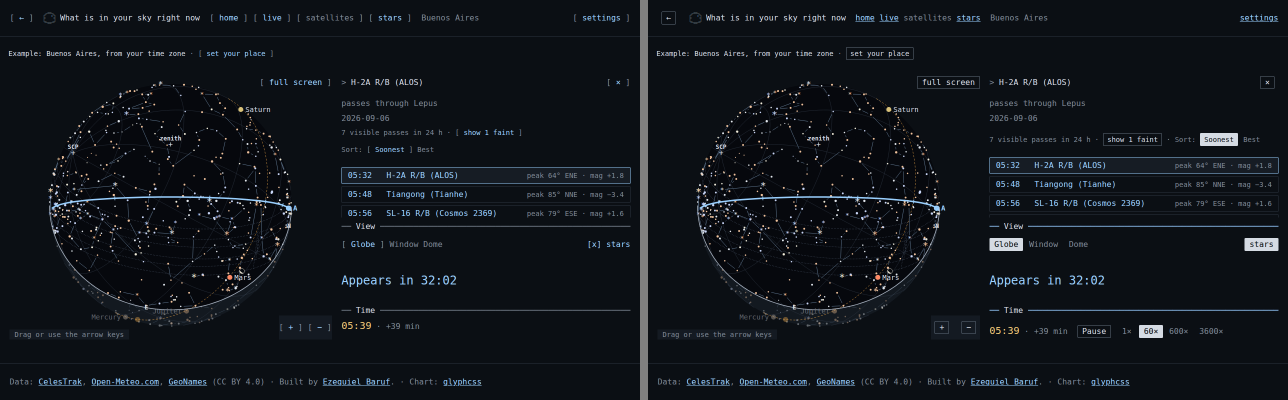 [ ← ] What is in your sky right now [ home ] [ live ] [ satellites ] [ stars ] Buenos Aires [ settings ]
Example: Buenos Aires, from your time zone · [ set your place ]
[ full screen ]
> H-2A R/B (ALOS) [ × ]
passes through Lepus
2026-09-06
7 visible passes in 24 h · [ show 1 faint ]
Sort: [ Soonest ] Best
05:32 H-2A R/B (ALOS) peak 64° ENE · mag +1.8
05:48 Tiangong (Tianhe) peak 85° NNE · mag −3.4
05:56 SL-16 R/B (Cosmos 2369) peak 79° ESE · mag +1.6
View
[ Globe ] Window Dome [x] stars
Appears in 32:02
Time
05:39 · +39 min
Saturn
zenith
SCP
A
Mars
E
Jupiter
Mercury
[ + ] [ − ]
Drag or use the arrow keys
Data: CelesTrak, Open-Meteo.com, GeoNames (CC BY 4.0) · Built by Ezequiel Baruf. · Chart: glyphcss
← What is in your sky right now home live satellites stars Buenos Aires settings
Example: Buenos Aires, from your time zone · set your place
full screen
> H-2A R/B (ALOS) ×
passes through Lepus
2026-09-06
7 visible passes in 24 h · show 1 faint · Sort: Soonest Best
05:32 H-2A R/B (ALOS) peak 64° ENE · mag +1.8
05:48 Tiangong (Tianhe) peak 85° NNE · mag −3.4
05:56 SL-16 R/B (Cosmos 2369) peak 79° ESE · mag +1.6
View
Globe Window Dome stars
Appears in 32:02
Time
05:39 · +39 min Pause 1× 60× 600× 3600×
Saturn
zenith
SCP
A
Mars
E
Jupiter
Mercury
+ −
Drag or use the arrow keys
Data: CelesTrak, Open-Meteo.com, GeoNames (CC BY 4.0) · Built by Ezequiel Baruf. · Chart: glyphcss